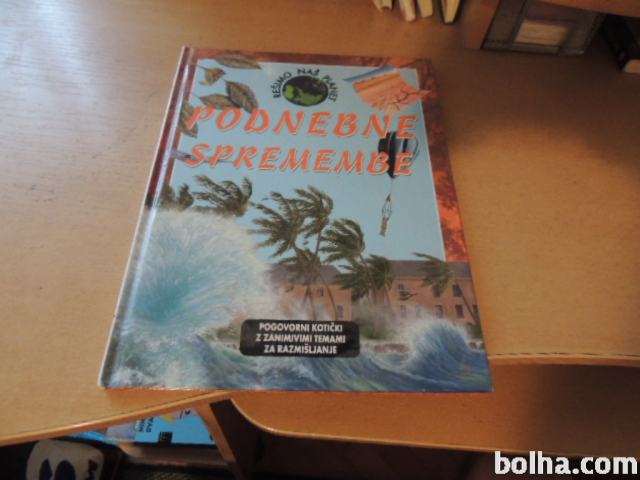 REŠIMO NAŠ PLANET
PODNEBNE
SPREMEMBE
POGOVORNI KOTIČKI
Z ZANIMIVIMI TEMAMI
ZA RAZMIŠLJANJE
bolha.com®